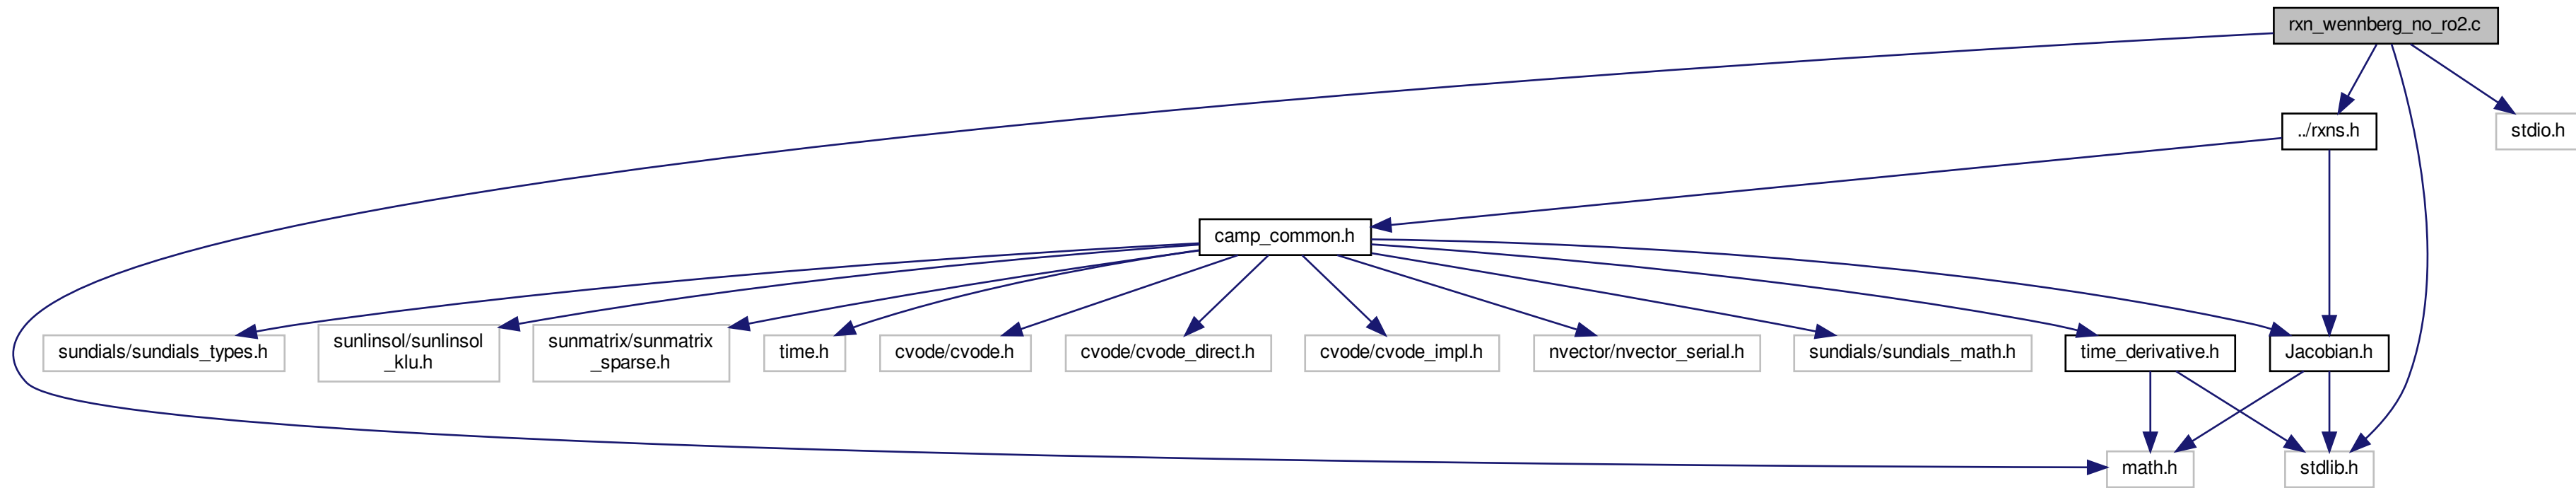 rxn_wennberg_no_ro2.c
../rxns.h
stdio.h
camp_common.h
sundials/sundials_types.h
sunlinsol/sunlinsol
_klu.h
sunmatrix/sunmatrix
_sparse.h
time.h
cvode/cvode.h
cvode/cvode_direct.h
cvode/cvode_impl.h
nvector/nvector_serial.h
sundials/sundials_math.h
time_derivative.h
Jacobian.h
math.h
stdlib.h